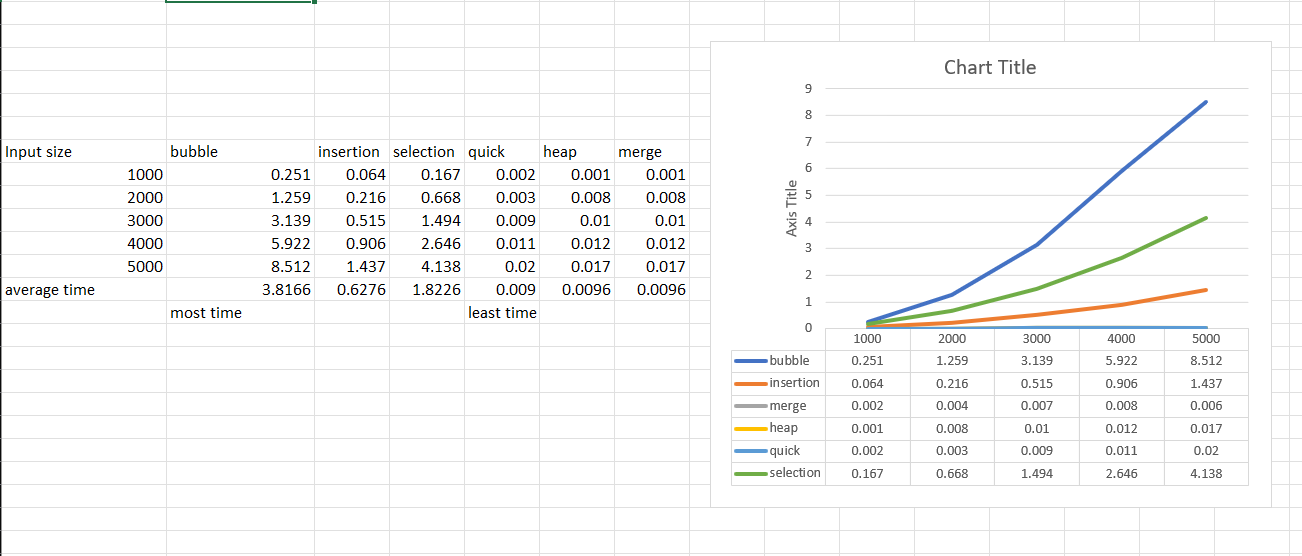 Input size bubble insertion selection quick heap merge
1000 0.251 0.064 0.167 0.002 0.001 0.001
2000 1.259 0.216 0.668 0.003 0.008 0.008
3000 3.139 0.515 1.494 0.009 0.01 0.01
4000 5.922 0.906 2.646 0.011 0.012 0.012
5000 8.512 1.437 4.138 0.02 0.017 0.017
average time 3.8166 0.6276 1.8226 0.009 0.0096 0.0096
most time least time
Chart Title
Axis Title
9
8
7
6
5
4
3
2
1
0
1000 2000 3000 4000 5000
bubble 0.251 1.259 3.139 5.922 8.512
insertion 0.064 0.216 0.515 0.906 1.437
merge 0.002 0.004 0.007 0.008 0.006
heap 0.001 0.008 0.01 0.012 0.017
quick 0.002 0.003 0.009 0.011 0.02
selection 0.167 0.668 1.494 2.646 4.138